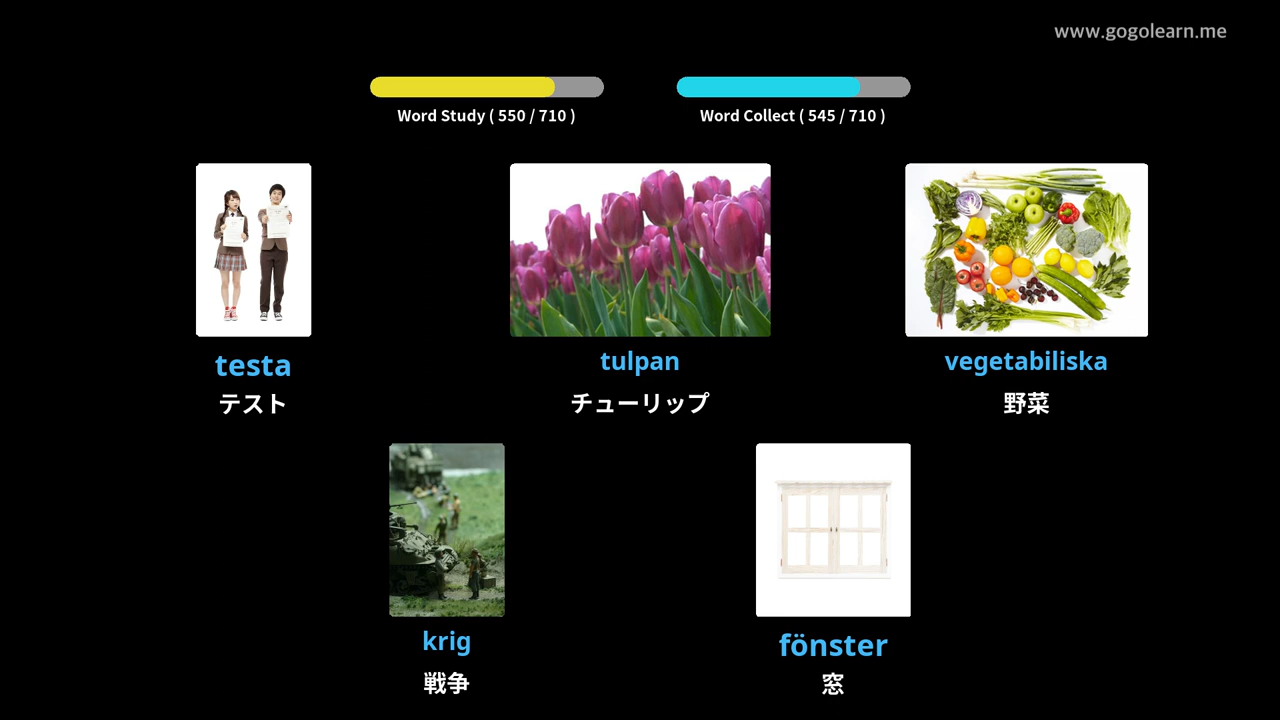 www.gogolearn.me
Word Study ( 550 / 710 )
Word Collect ( 545 / 710 )
testa
テスト
tulpan
チューリップ
vegetabiliska
野菜
krig
戦争
fönster
窓